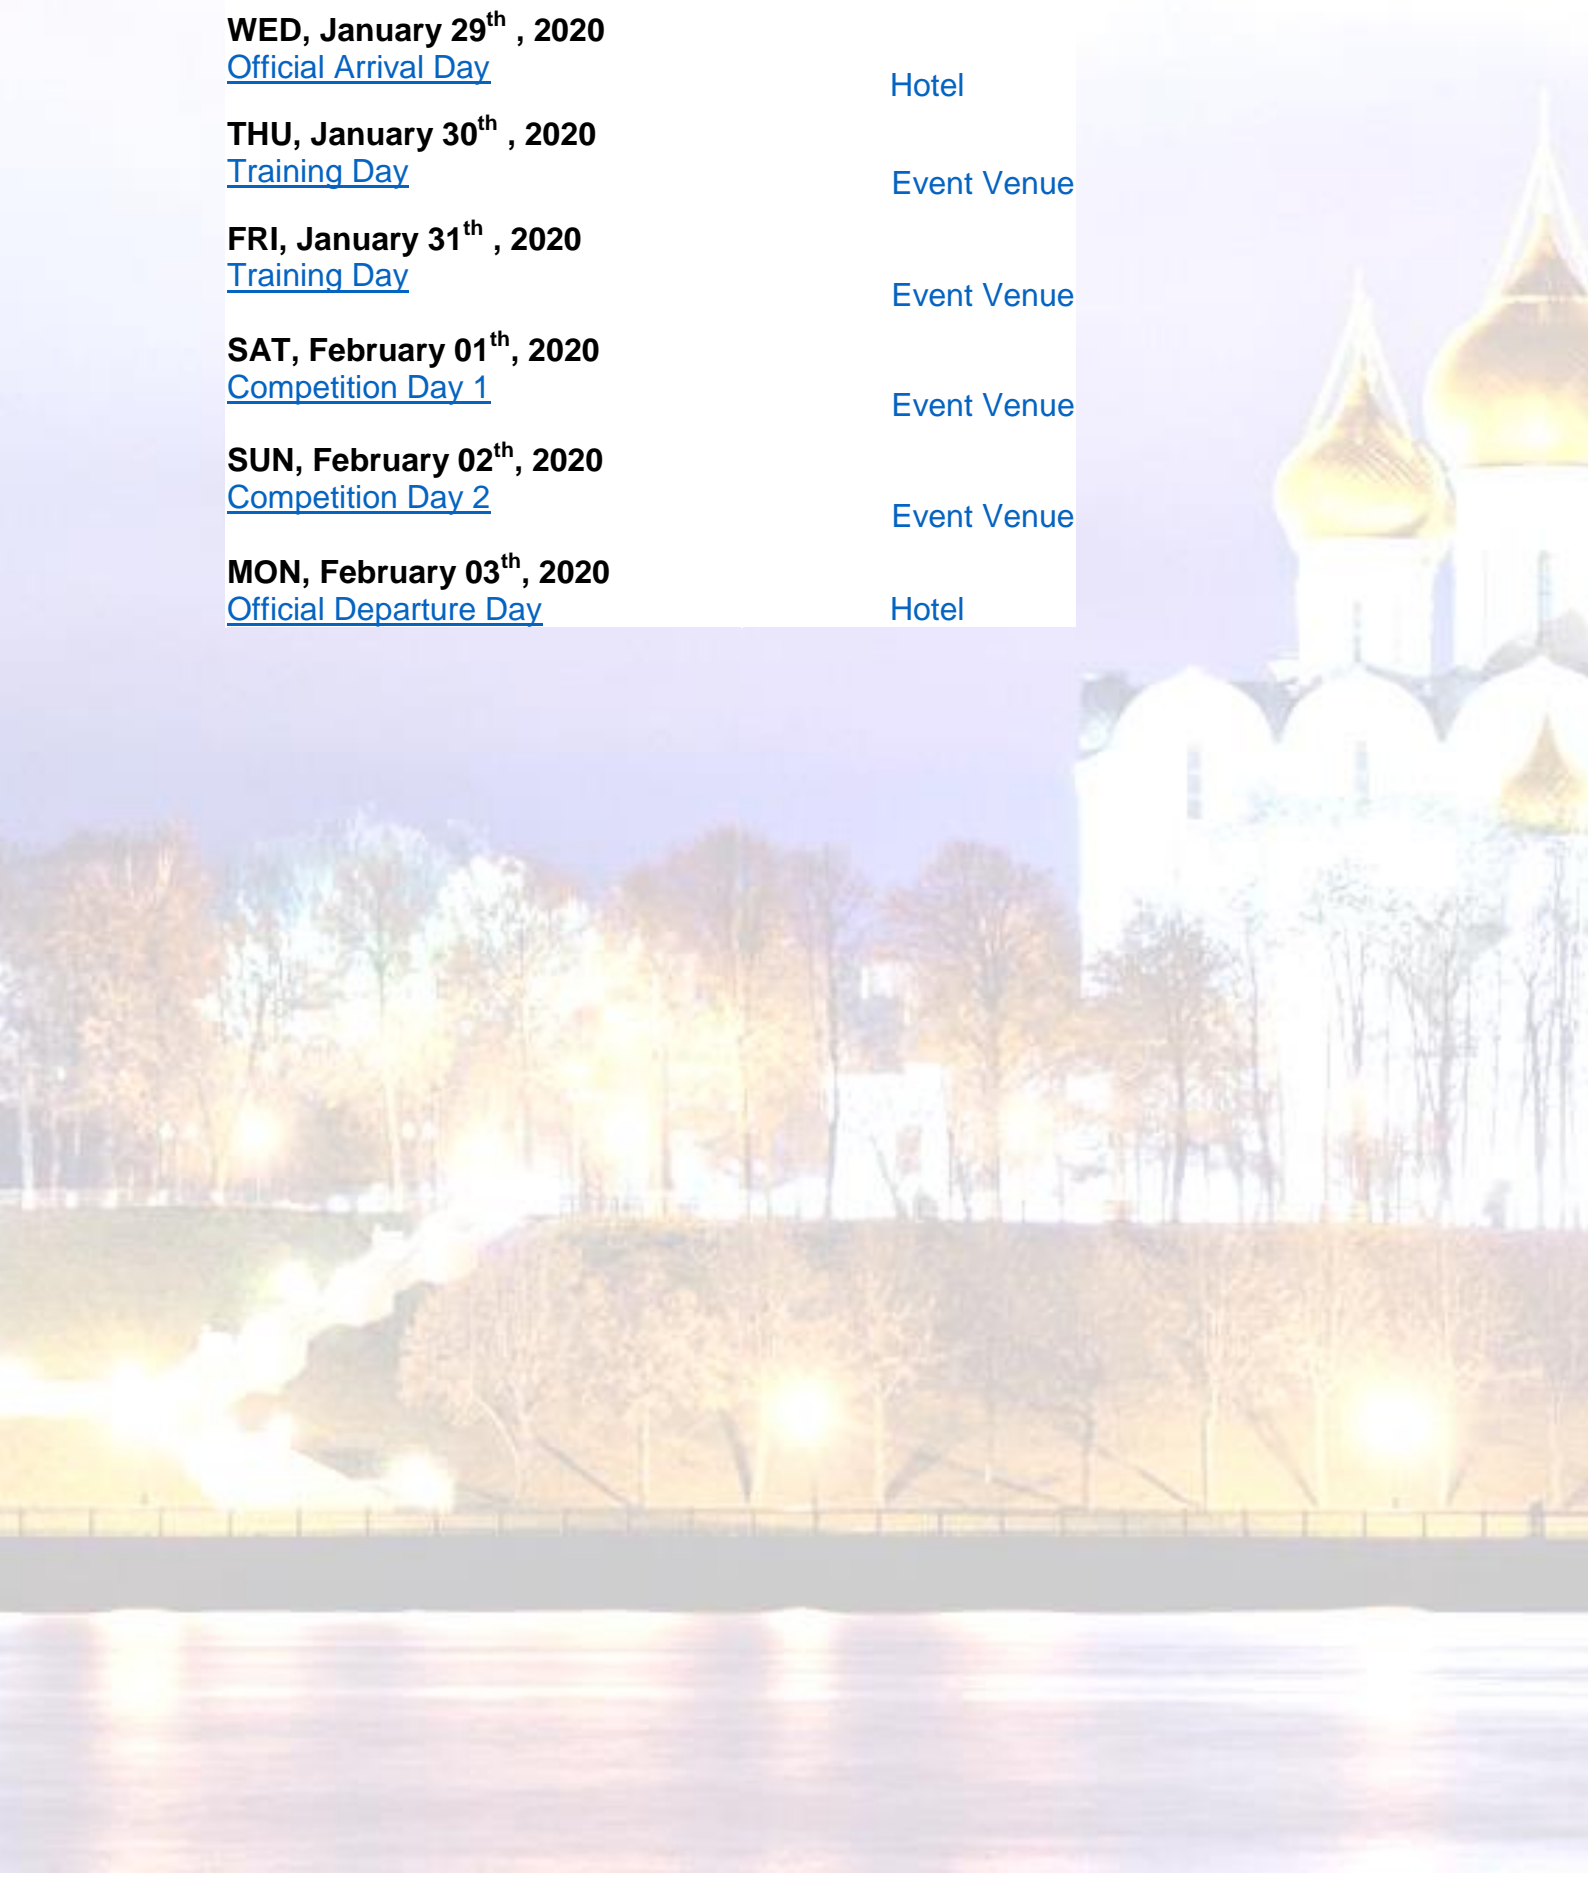 WED, January 29th , 2020
Official Arrival Day
Hotel
THU, January 30th , 2020
Training Day
Event Venue
FRI, January 31th , 2020
Training Day
Event Venue
SAT, February 01th, 2020
Competition Day 1
Event Venue
SUN, February 02th, 2020
Competition Day 2
Event Venue
MON, February 03th, 2020
Official Departure Day Hotel